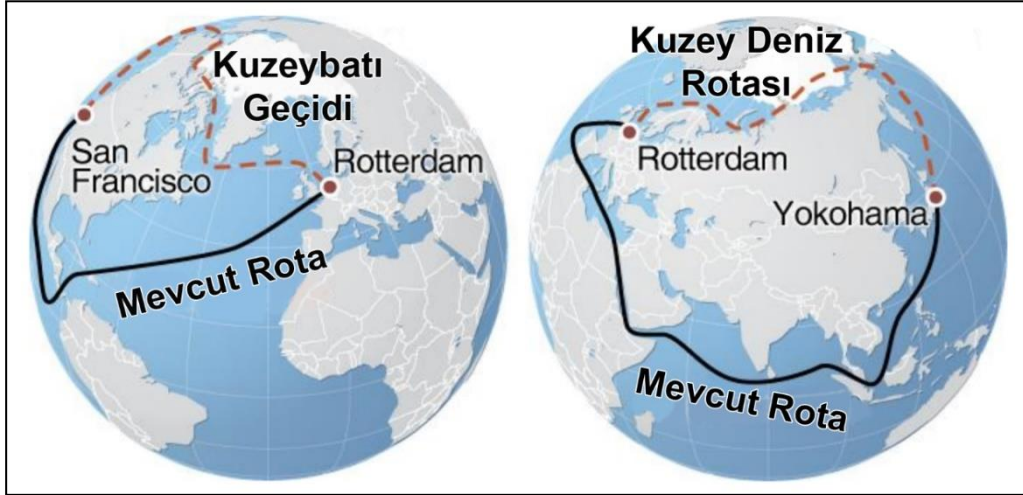 Kuzeybatı
Geçidi
San
Francisco
Rotterdam
Mevcut Rota
Kuzey Deniz
Rotası
Rotterdam
Yokohama
Mevcut Rota